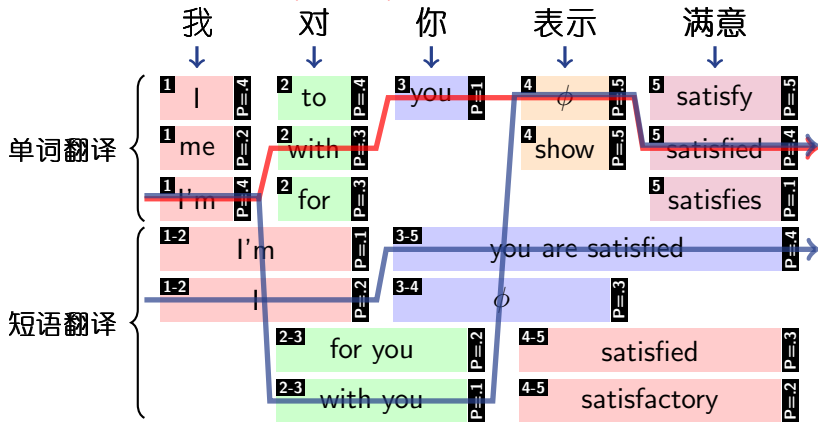 我 对 你 表示 满意
单词翻译
1 I P=.4 2 to P=.4 3 you P=1 4 ϕ P=.5 5 satisfy P=.5
1 me P=.2 2 with P=.3 4 show P=.5 5 satisfied P=.4
1 I'm P=.4 2 for P=.3 5 satisfies P=.1
短语翻译
1-2 I'm P=.1 3-5 you are satisfied P=.4
1-2 I P=.2 3-4 ϕ P=.3
2-3 for you P=.2 4-5 satisfied P=.3
2-3 with you P=.1 4-5 satisfactory P=.2